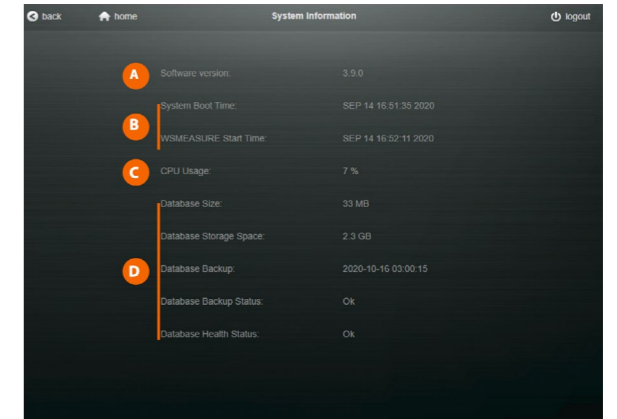 back home System Information logout
A Software version: 3.9.0
System Boot Time: SEP 14 16:51:35 2020
B
WSMEASURE Start Time: SEP 14 16:52:11 2020
C CPU Usage: 7 %
Database Size: 33 MB
Database Storage Space: 2.3 GB
D Database Backup: 2020-10-16 03:00:15
Database Backup Status: Ok
Database Health Status: Ok